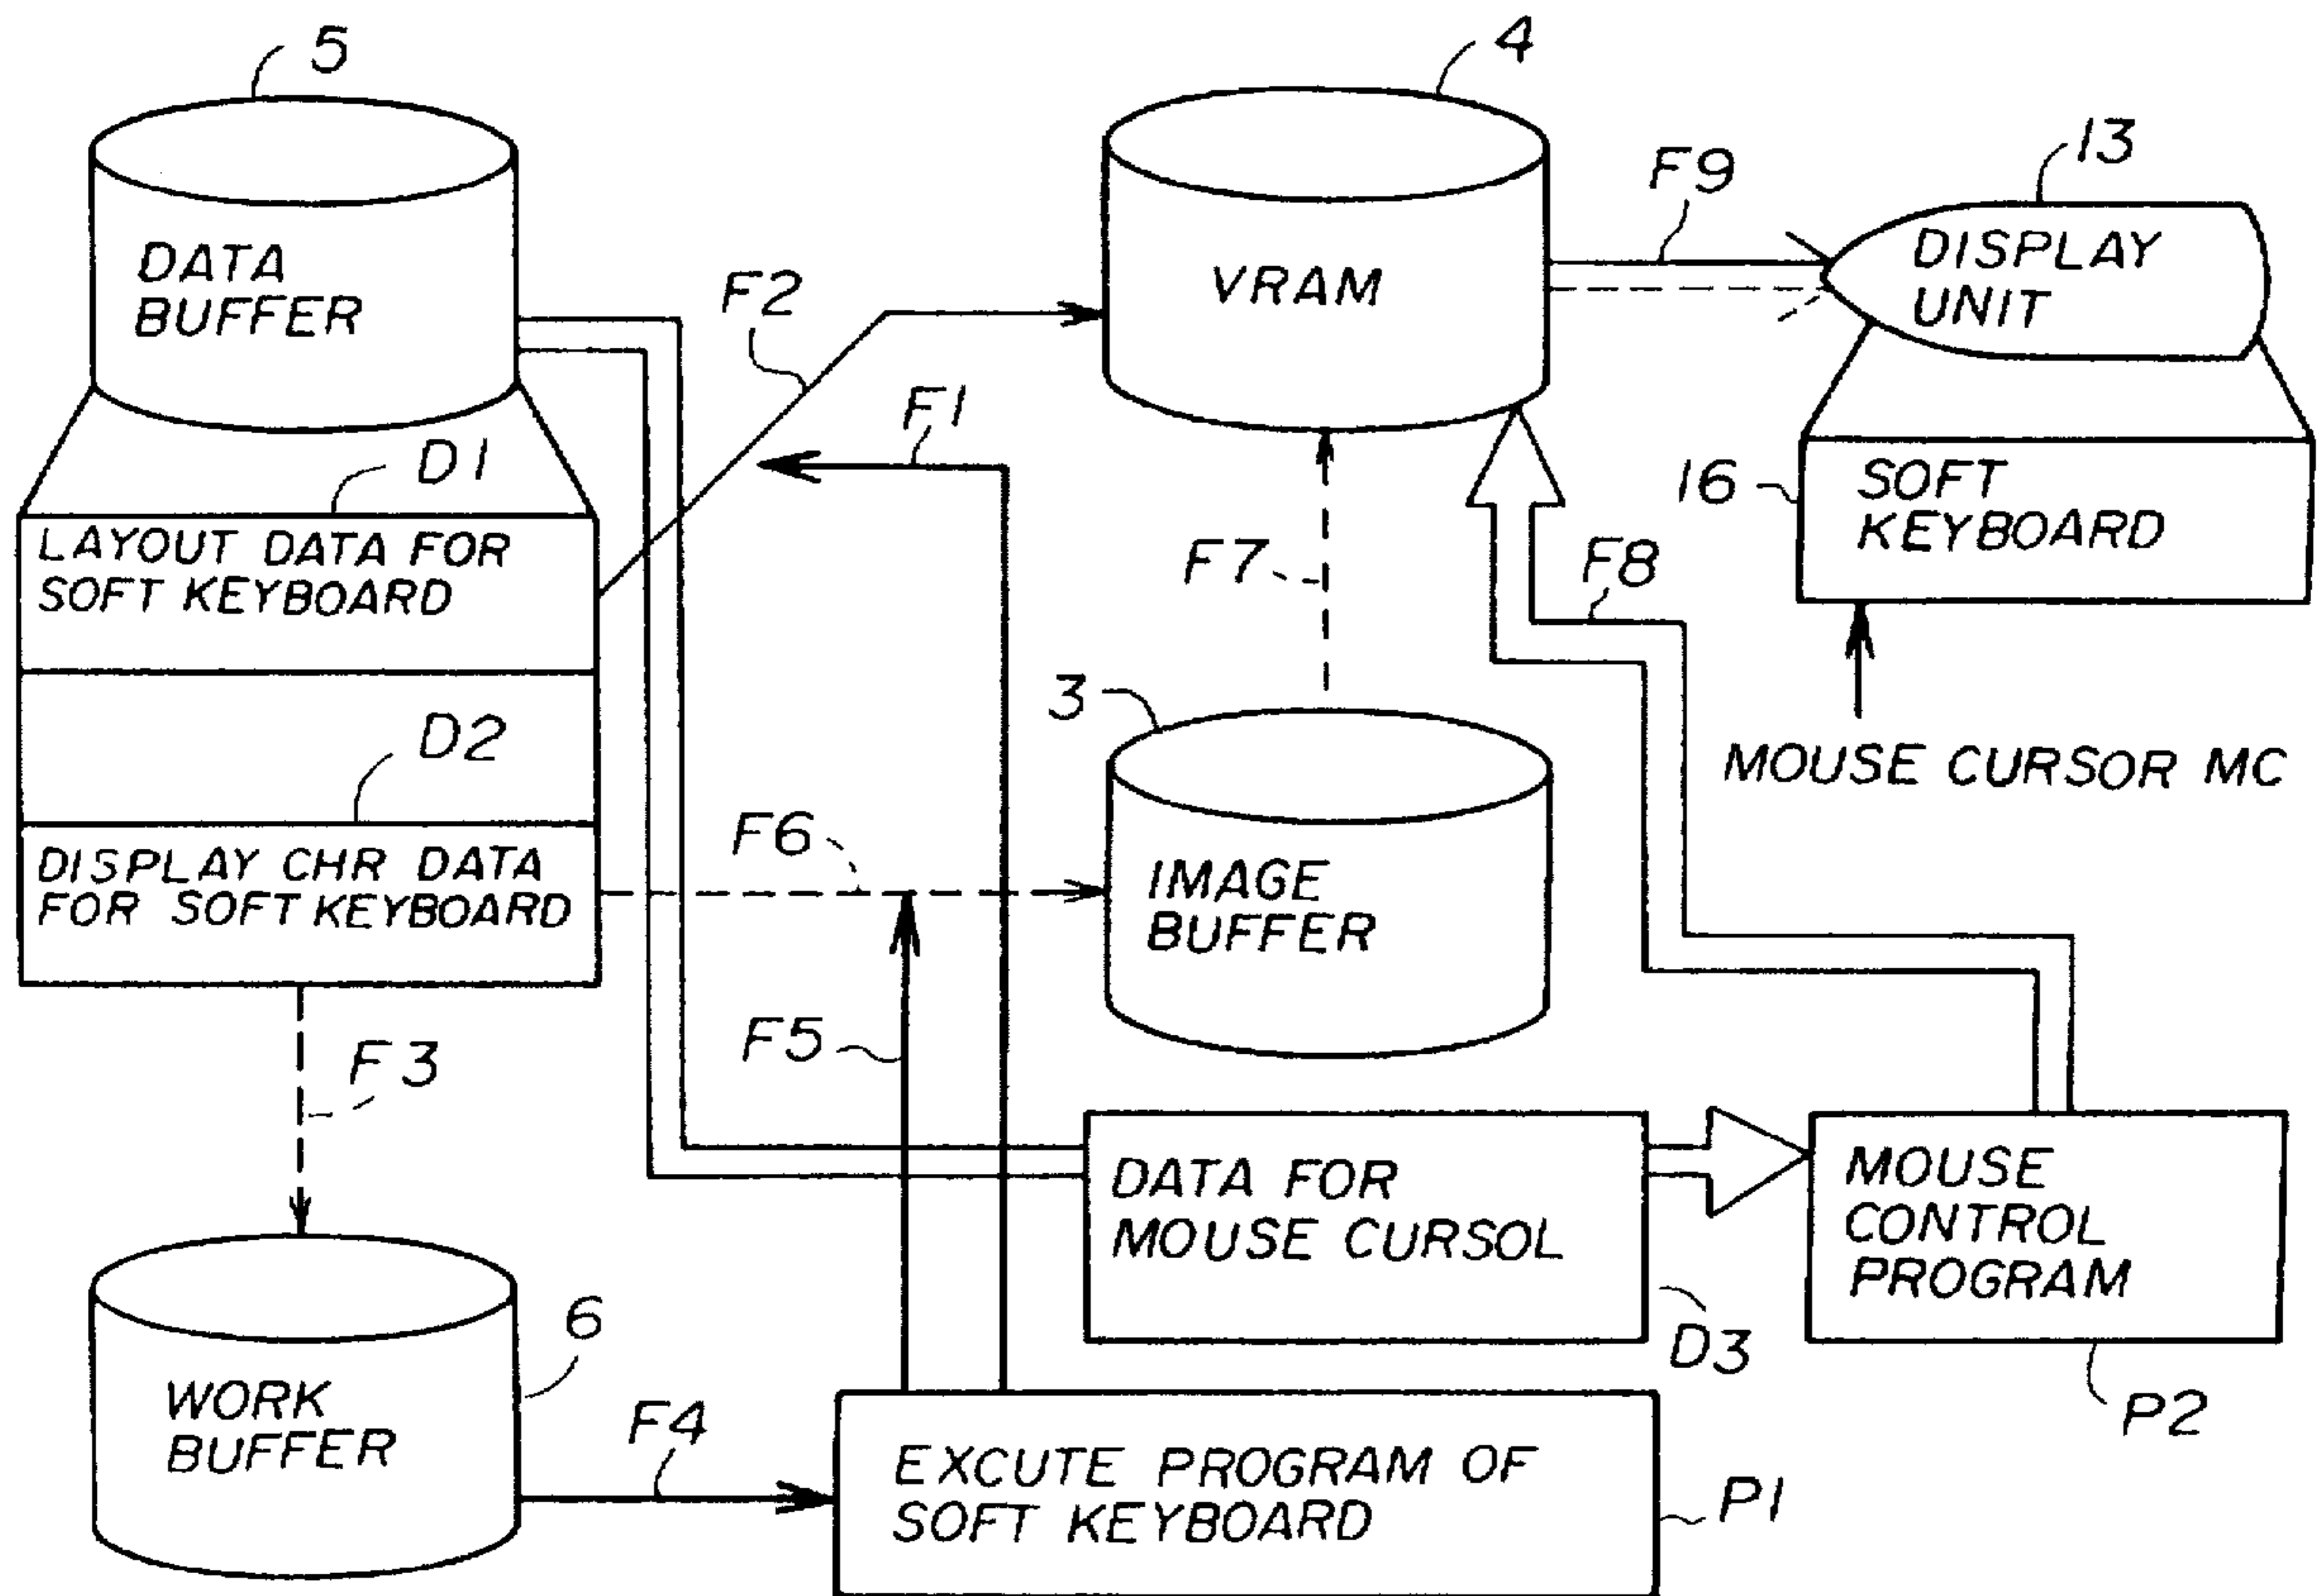 5
4
13
F9
DATA
BUFFER
F2
VRAM
DISPLAY
UNIT
F1
D1
16
SOFT
KEYBOARD
LAYOUT DATA FOR
SOFT KEYBOARD
F7
F8
3
D2
MOUSE CURSOR MC
F6
DISPLAY CHR DATA
FOR SOFT KEYBOARD
IMAGE
BUFFER
F5
F3
DATA FOR
MOUSE CURSOL
MOUSE
CONTROL
PROGRAM
6
D3
WORK
BUFFER
F4
P2
EXCUTE PROGRAM OF
SOFT KEYBOARD
P1